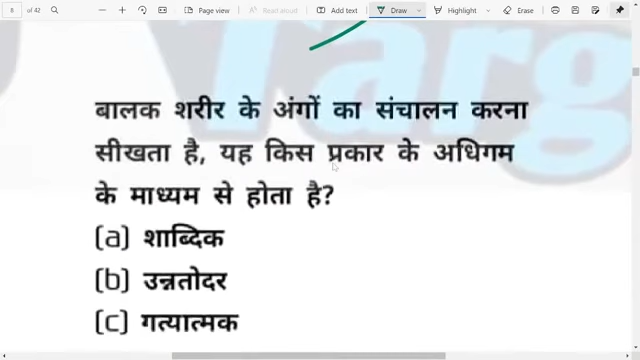 8 of 42
Page view
Read aloud
Add text
Draw
Highlight
Erase
Targ
बालक शरीर के अंगों का संचालन करना
सीखता है, यह किस प्रकार के अधिगम
के माध्यम से होता है?
(a) शाब्दिक
(b) उन्नतोदर
(c) गत्यात्मक